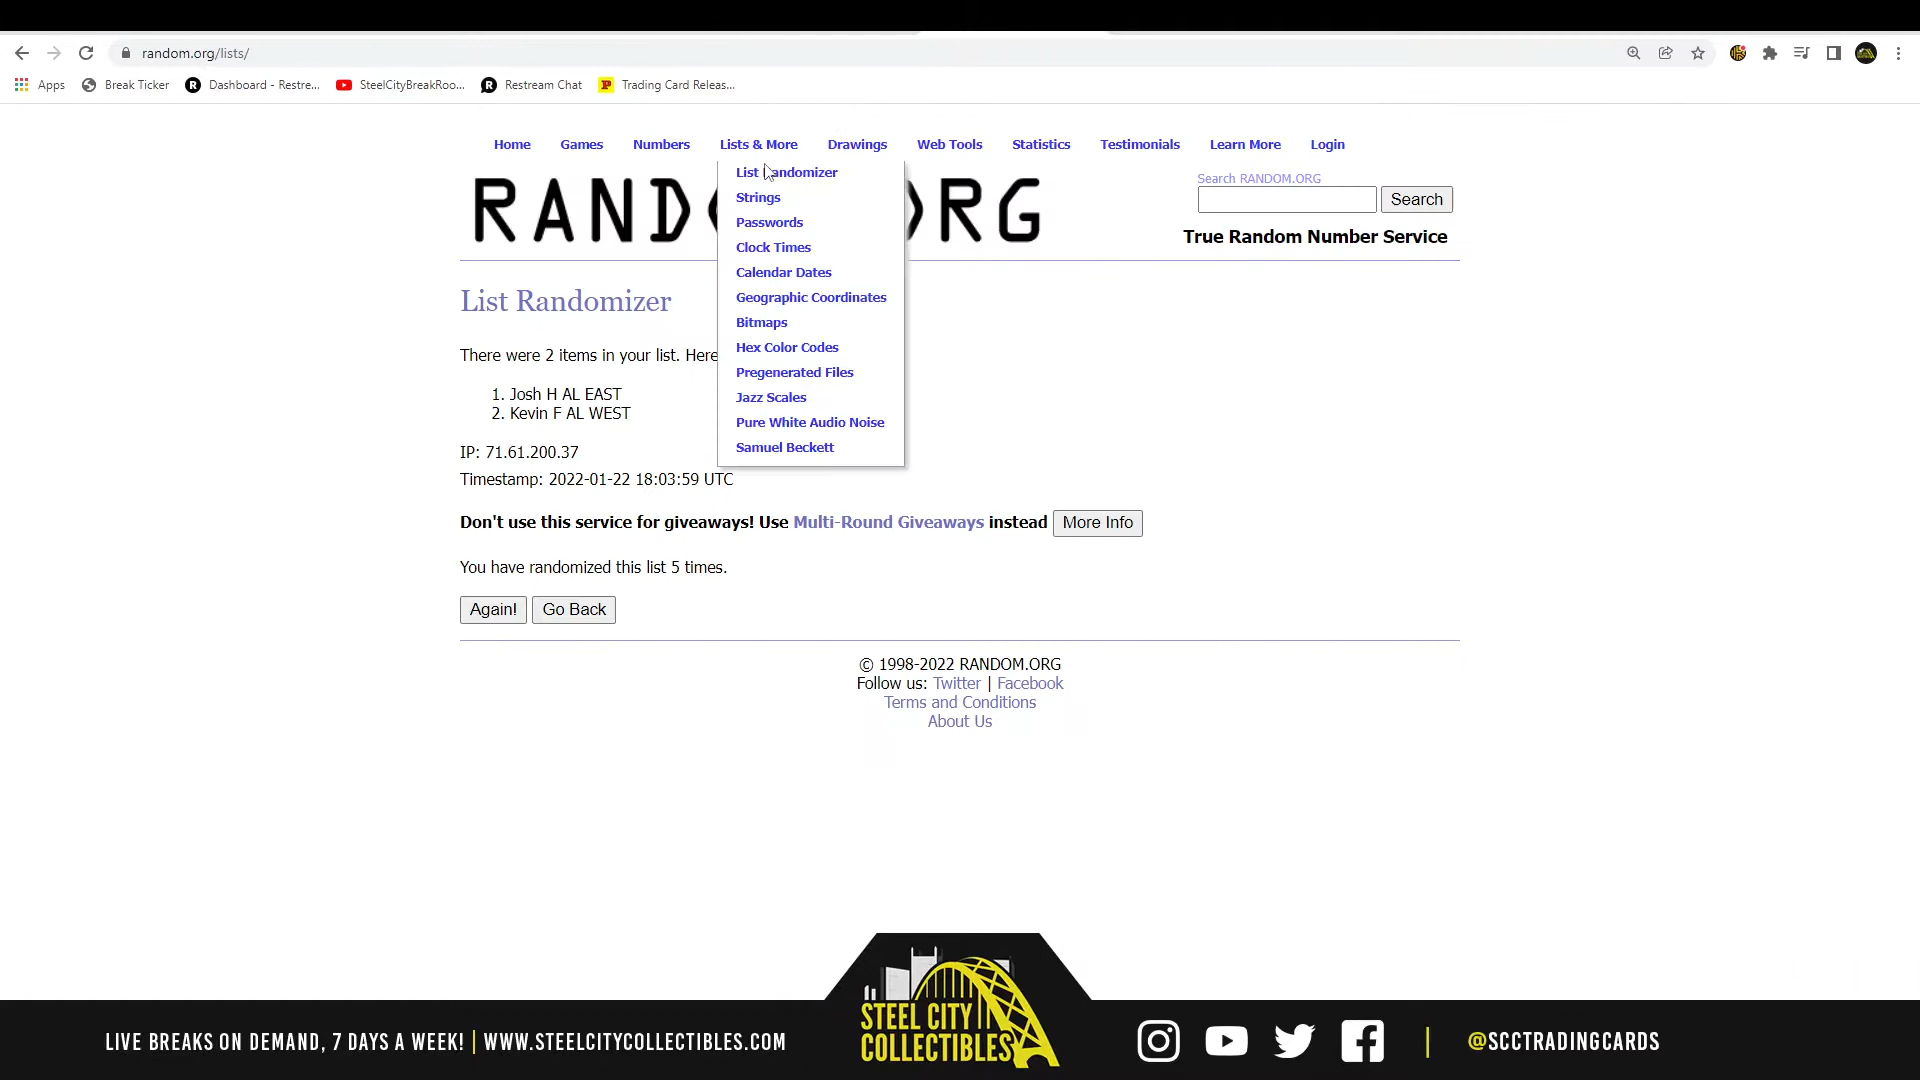 random.org/lists/
Apps Break Ticker Dashboard - Restre... SteelCityBreakRoo... Restream Chat Trading Card Releas...
Home Games Numbers Lists & More Drawings Web Tools Statistics Testimonials Learn More Login
List Randomizer
Strings
Passwords
Clock Times
Calendar Dates
Geographic Coordinates
Bitmaps
Hex Color Codes
Pregenerated Files
Jazz Scales
Pure White Audio Noise
Samuel Beckett
RAND RG
Search RANDOM.ORG
Search
True Random Number Service
List Randomizer
There were 2 items in your list. Here
1. Josh H AL EAST
2. Kevin F AL WEST
IP: 71.61.200.37
Timestamp: 2022-01-22 18:03:59 UTC
Don't use this service for giveaways! Use Multi-Round Giveaways instead More Info
You have randomized this list 5 times.
Again! Go Back
© 1998-2022 RANDOM.ORG
Follow us: Twitter | Facebook
Terms and Conditions
About Us
LIVE BREAKS ON DEMAND, 7 DAYS A WEEK! | WWW.STEELCITYCOLLECTIBLES.COM
STEEL CITY
COLLECTIBLES
@SCCTRADINGCARDS